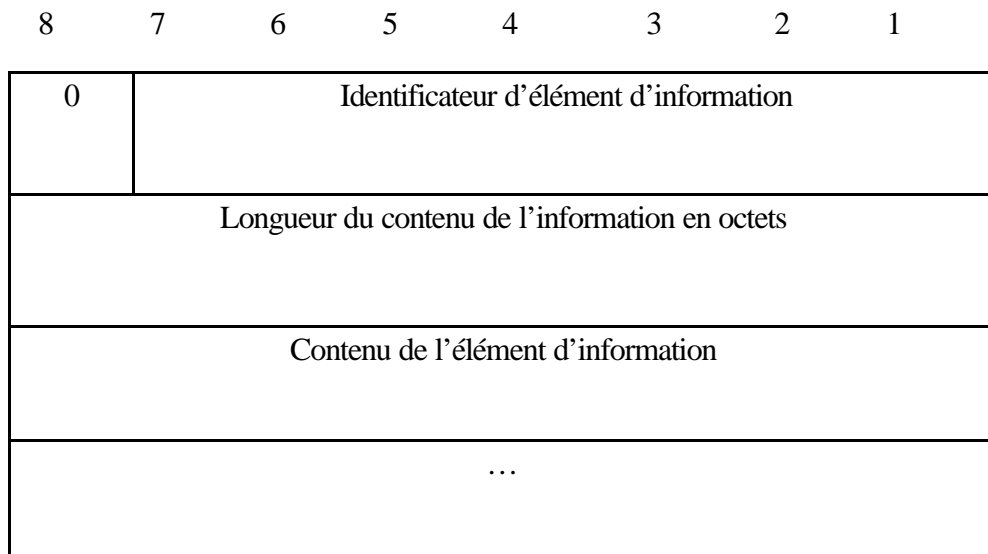 8 7 6 5 4 3 2 1
0 Identificateur d’élément d’information
Longueur du contenu de l’information en octets
Contenu de l’élément d’information
…